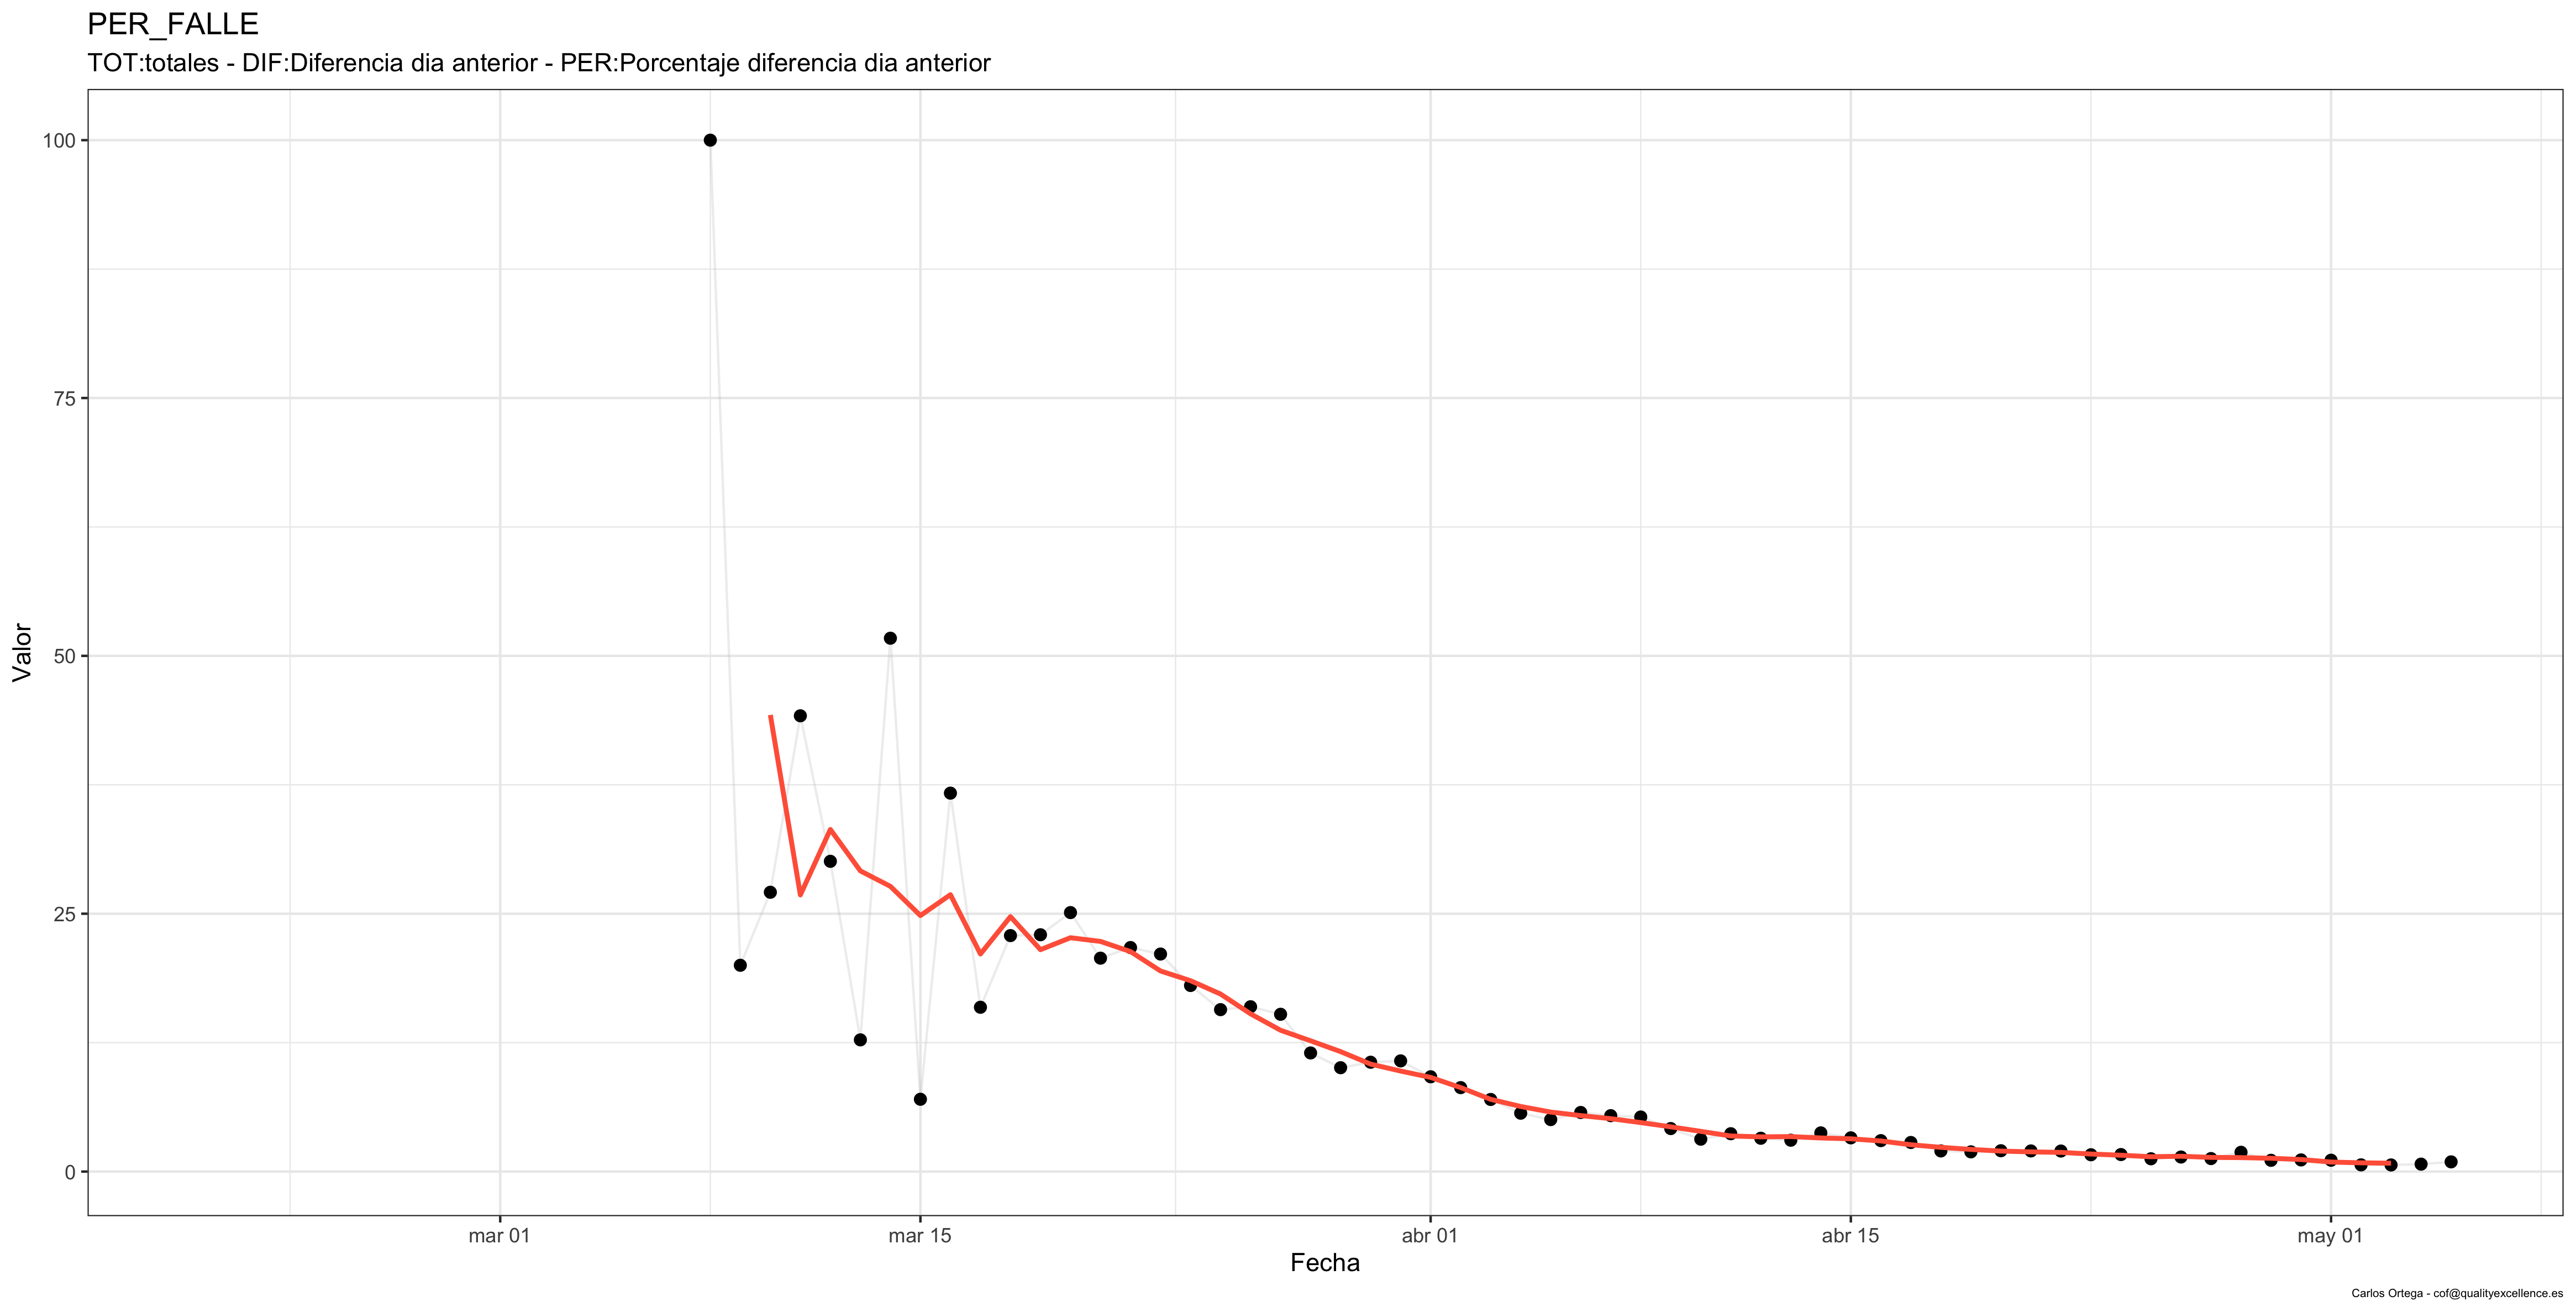 PER_FALLE
TOT:totales - DIF:Diferencia dia anterior - PER:Porcentaje diferencia dia anterior
100
75
50
25
0
Valor
mar 01
mar 15
abr 01
abr 15
may 01
Fecha
Carlos Ortega - cof@qualityexcellence.es